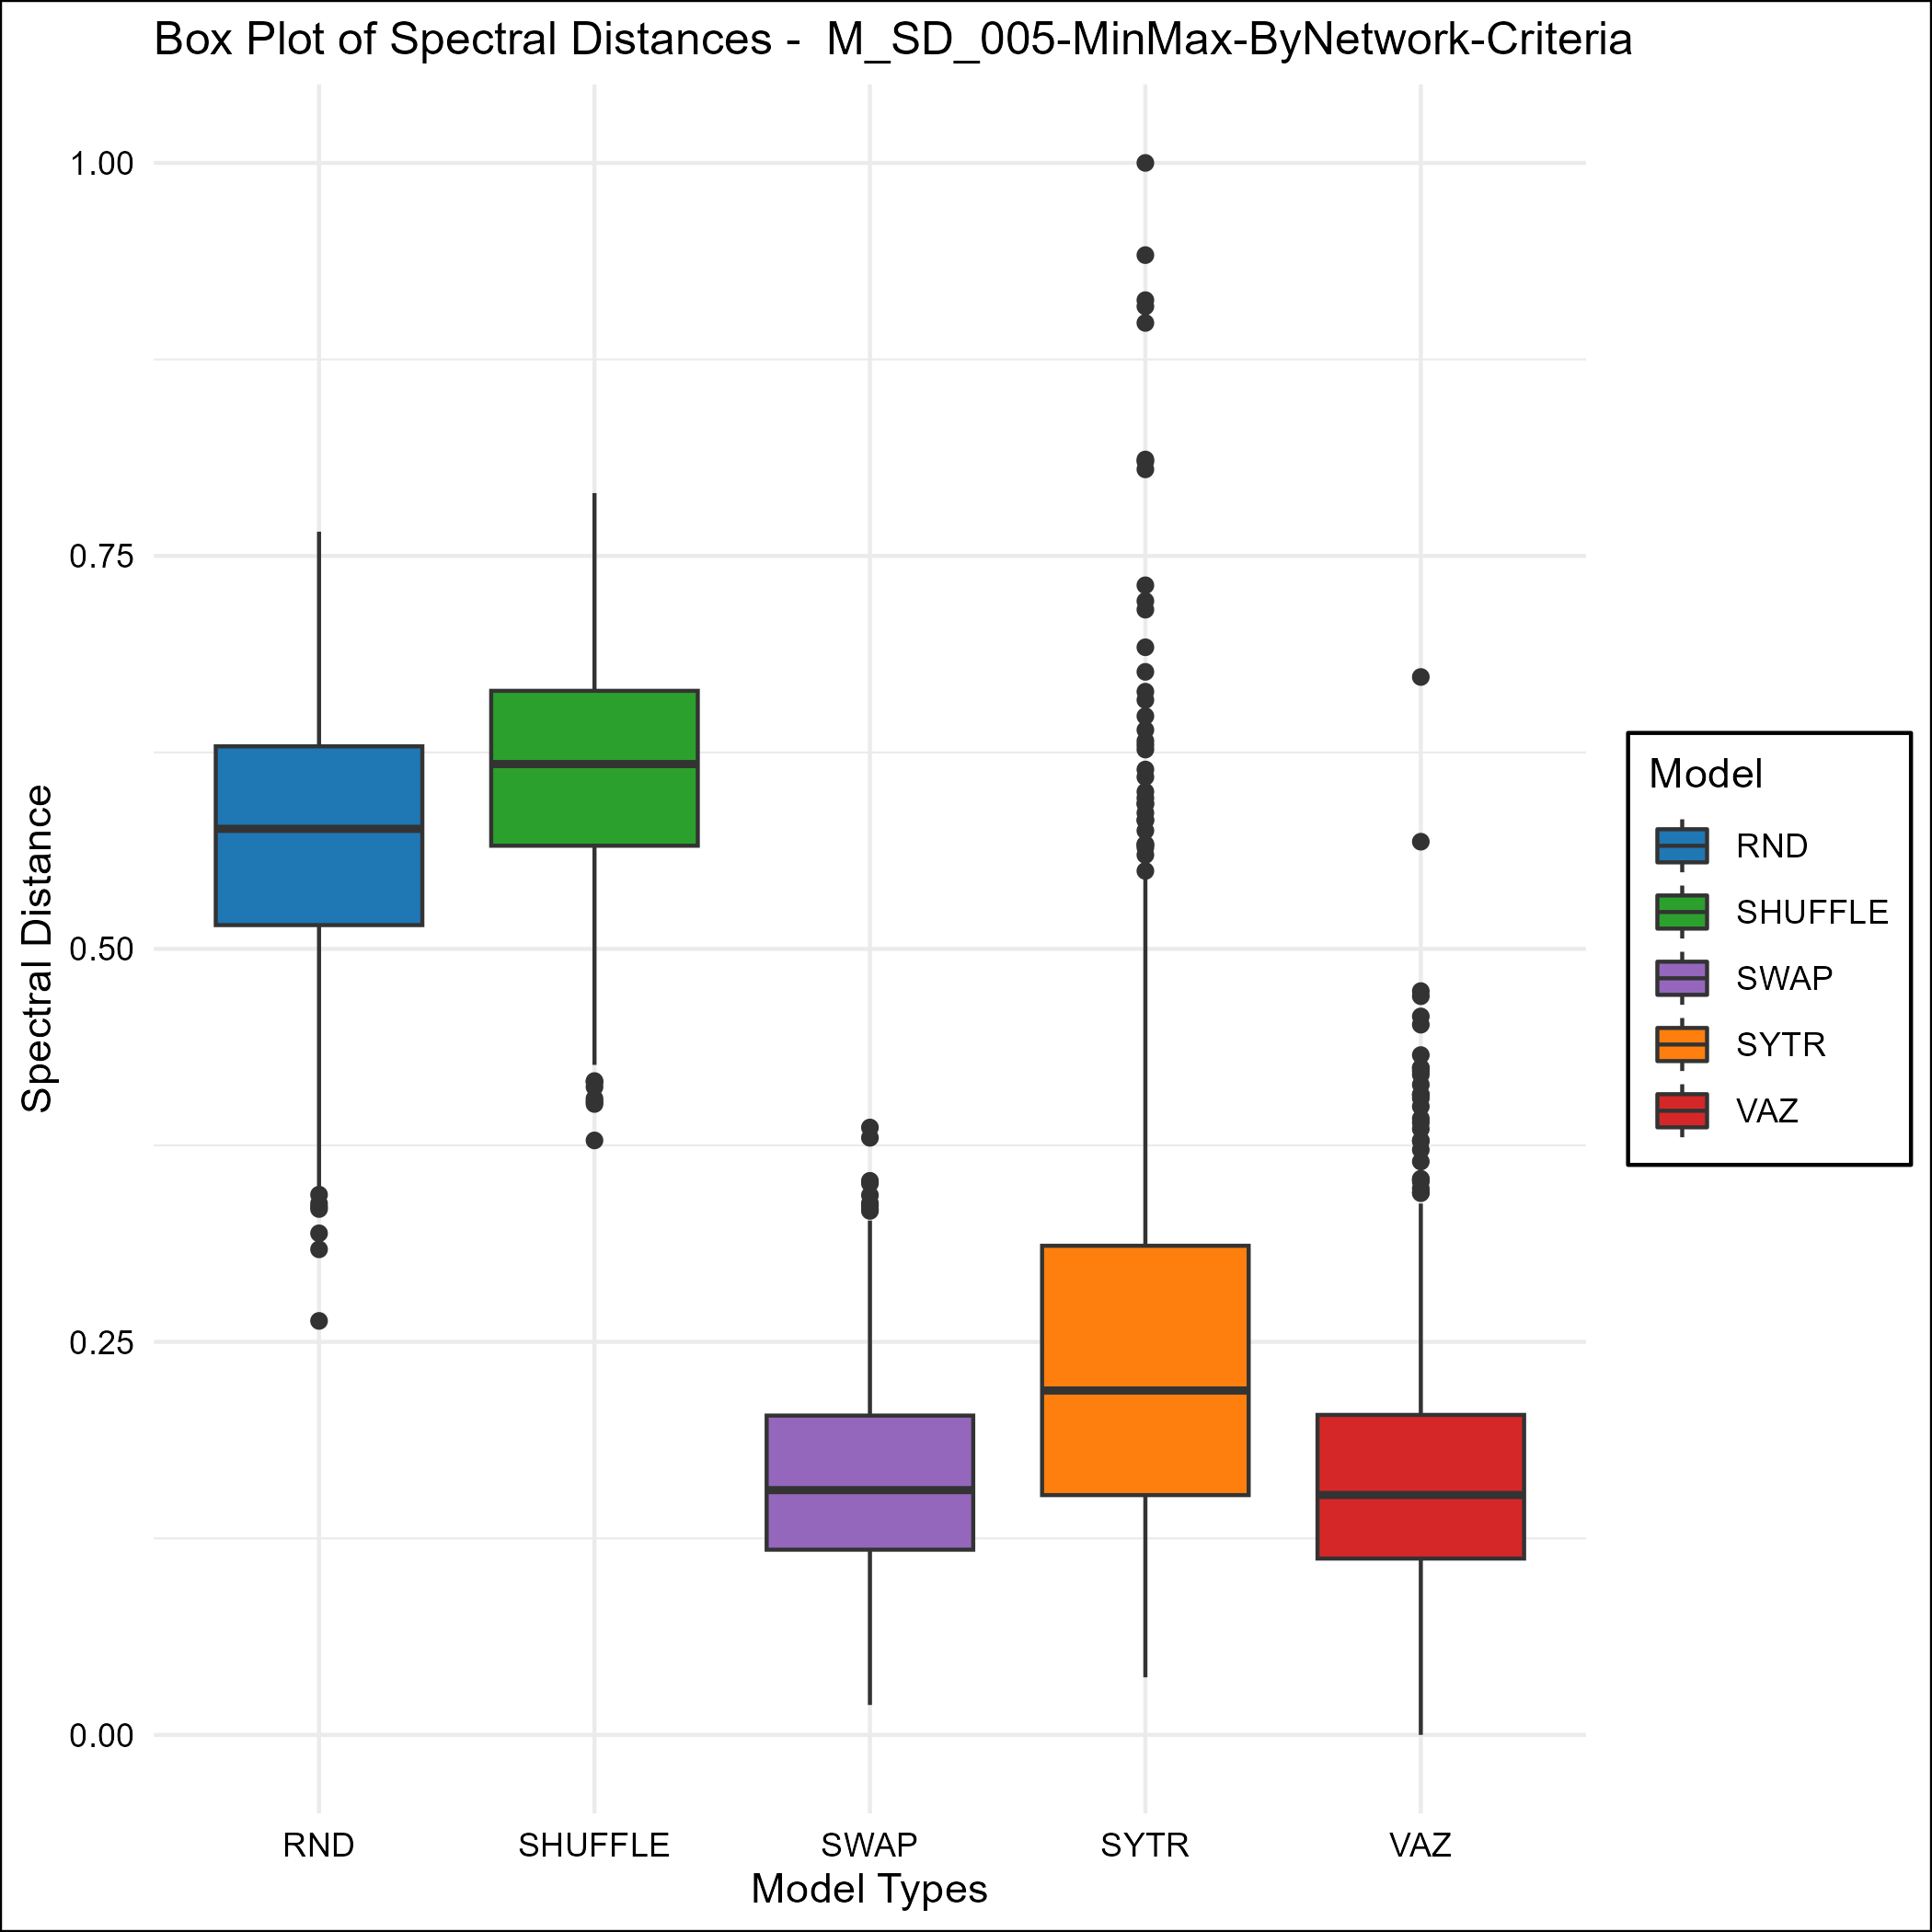 Box Plot of Spectral Distances -  M_SD_005-MinMax-ByNetwork-Criteria
1.00
0.75
0.50
0.25
0.00
Spectral Distance
RND
SHUFFLE
SWAP
SYTR
VAZ
Model Types
Model
RND
SHUFFLE
SWAP
SYTR
VAZ